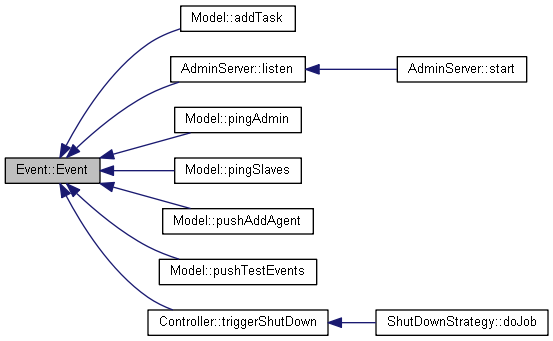 Model::addTask
AdminServer::listen
AdminServer::start
Model::pingAdmin
Event::Event
Model::pingSlaves
Model::pushAddAgent
Model::pushTestEvents
Controller::triggerShutDown
ShutDownStrategy::doJob